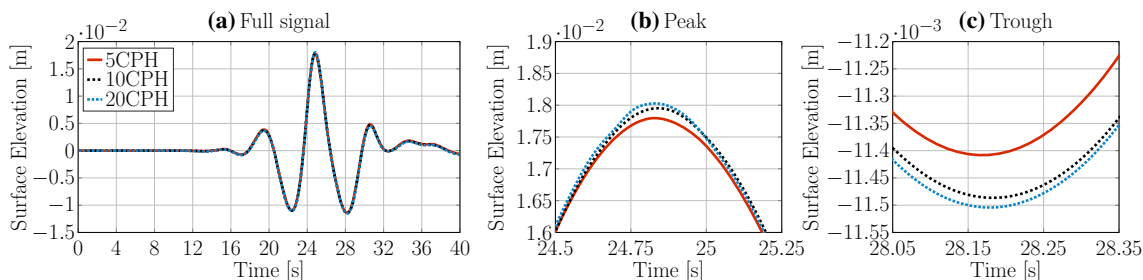 (a) Full signal
·10⁻²
2
1.5
1
0.5
0
−0.5
−1
−1.5
Surface Elevation [m]
5CPH
10CPH
20CPH
0 4 8 12 16 20 24 28 32 36 40
Time [s]
(b) Peak
·10⁻²
1.9
1.85
1.8
1.75
1.7
1.65
1.6
Surface Elevation [m]
24.5 24.75 25 25.25
Time [s]
(c) Trough
·10⁻³
−11.2
−11.25
−11.3
−11.35
−11.4
−11.45
−11.5
−11.55
Surface Elevation [m]
28.05 28.15 28.25 28.35
Time [s]